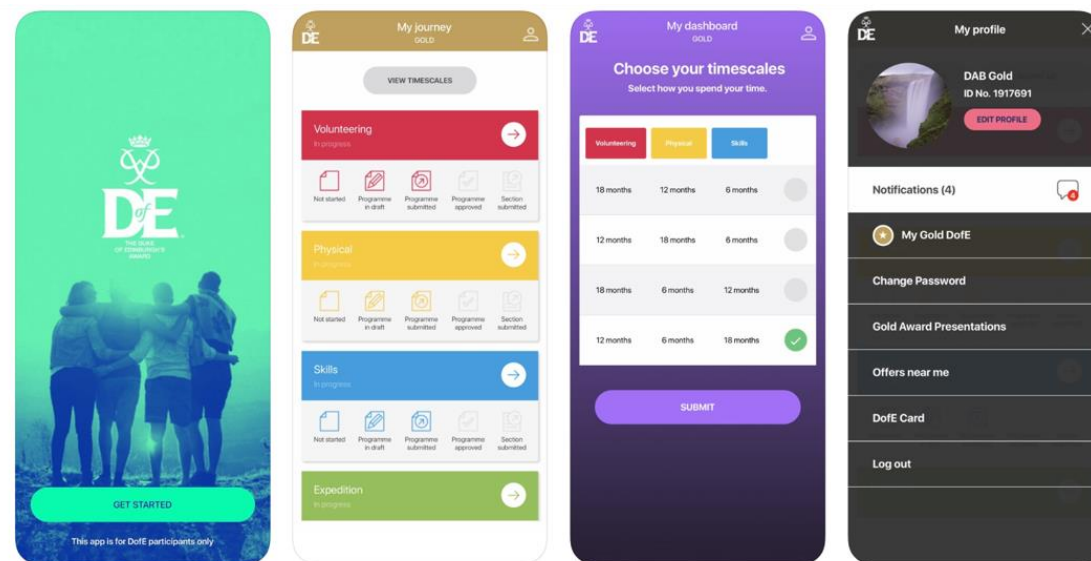 D of E
THE DUKE
OF EDINBURGH'S
AWARD
GET STARTED
This app is for DofE participants only
DofE
My journey
GOLD
VIEW TIMESCALES
Volunteering
In progress
Not started
Programme
in draft
Programme
submitted
Programme
approved
Section
submitted
Physical
In progress
Not started
Programme
in draft
Programme
submitted
Programme
approved
Section
submitted
Skills
In progress
Not started
Programme
in draft
Programme
submitted
Programme
approved
Section
submitted
Expedition
In progress
DofE
My dashboard
GOLD
Choose your timescales
Select how you spend your time.
Volunteering Physical Skills
18 months 12 months 6 months
12 months 18 months 6 months
18 months 6 months 12 months
12 months 6 months 18 months
SUBMIT
DofE
My profile
DAB Gold
ID No. 1917691
EDIT PROFILE
Notifications (4)
4
My Gold DofE
Change Password
Gold Award Presentations
Offers near me
DofE Card
Log out